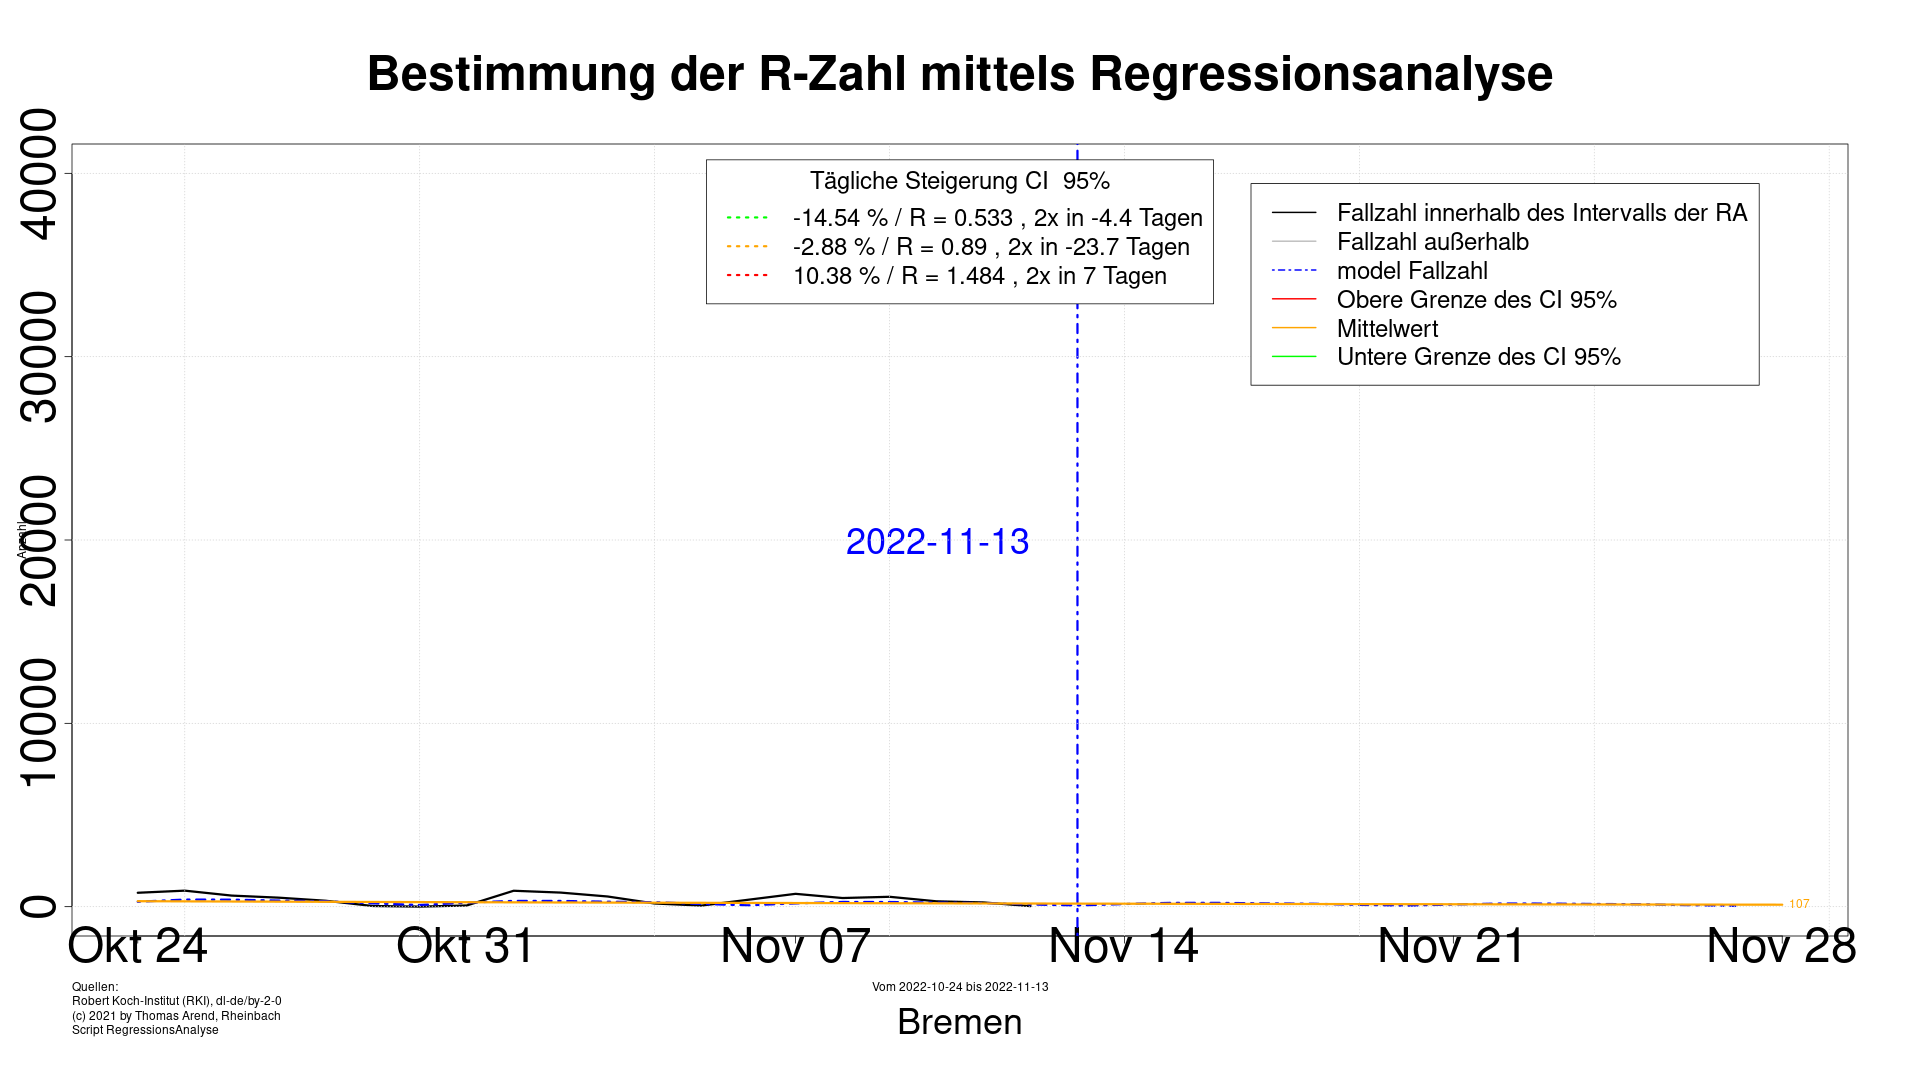 Bestimmung der R-Zahl mittels Regressionsanalyse
Tägliche Steigerung CI  95%
-14.54 % / R = 0.533 , 2x in -4.4 Tagen
-2.88 % / R = 0.89 , 2x in -23.7 Tagen
10.38 % / R = 1.484 , 2x in 7 Tagen
Fallzahl innerhalb des Intervalls der RA
Fallzahl außerhalb
model Fallzahl
Obere Grenze des CI 95%
Mittelwert
Untere Grenze des CI 95%
40000
30000
20000
10000
0
Anzahl
2022-11-13
107
Okt 24
Okt 31
Nov 07
Nov 14
Nov 21
Nov 28
Quellen:
Robert Koch-Institut (RKI), dl-de/by-2-0
(c) 2021 by Thomas Arend, Rheinbach
Script RegressionsAnalyse
Vom 2022-10-24 bis 2022-11-13
Bremen